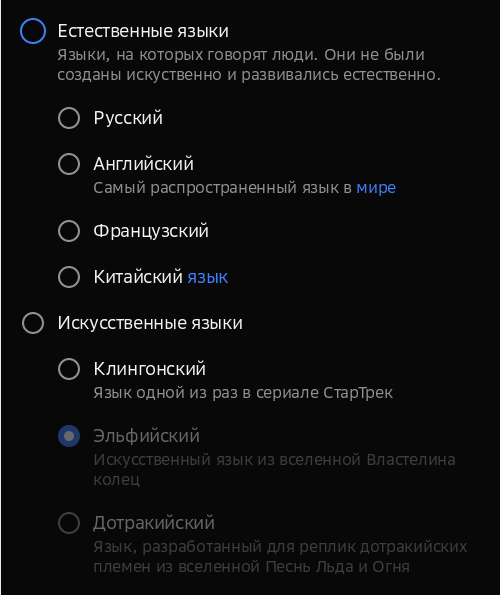 Естественные языки
Языки, на которых говорят люди. Они не были
созданы искуственно и развивались естественно.
Русский
Английский
Самый распространенный язык в мире
Французский
Китайский язык
Искусственные языки
Клингонский
Язык одной из раз в сериале СтарТрек
Эльфийский
Искусственный язык из вселенной Властелина
колец
Дотракийский
Язык, разработанный для реплик дотракийских
племен из вселенной Песнь Льда и Огня